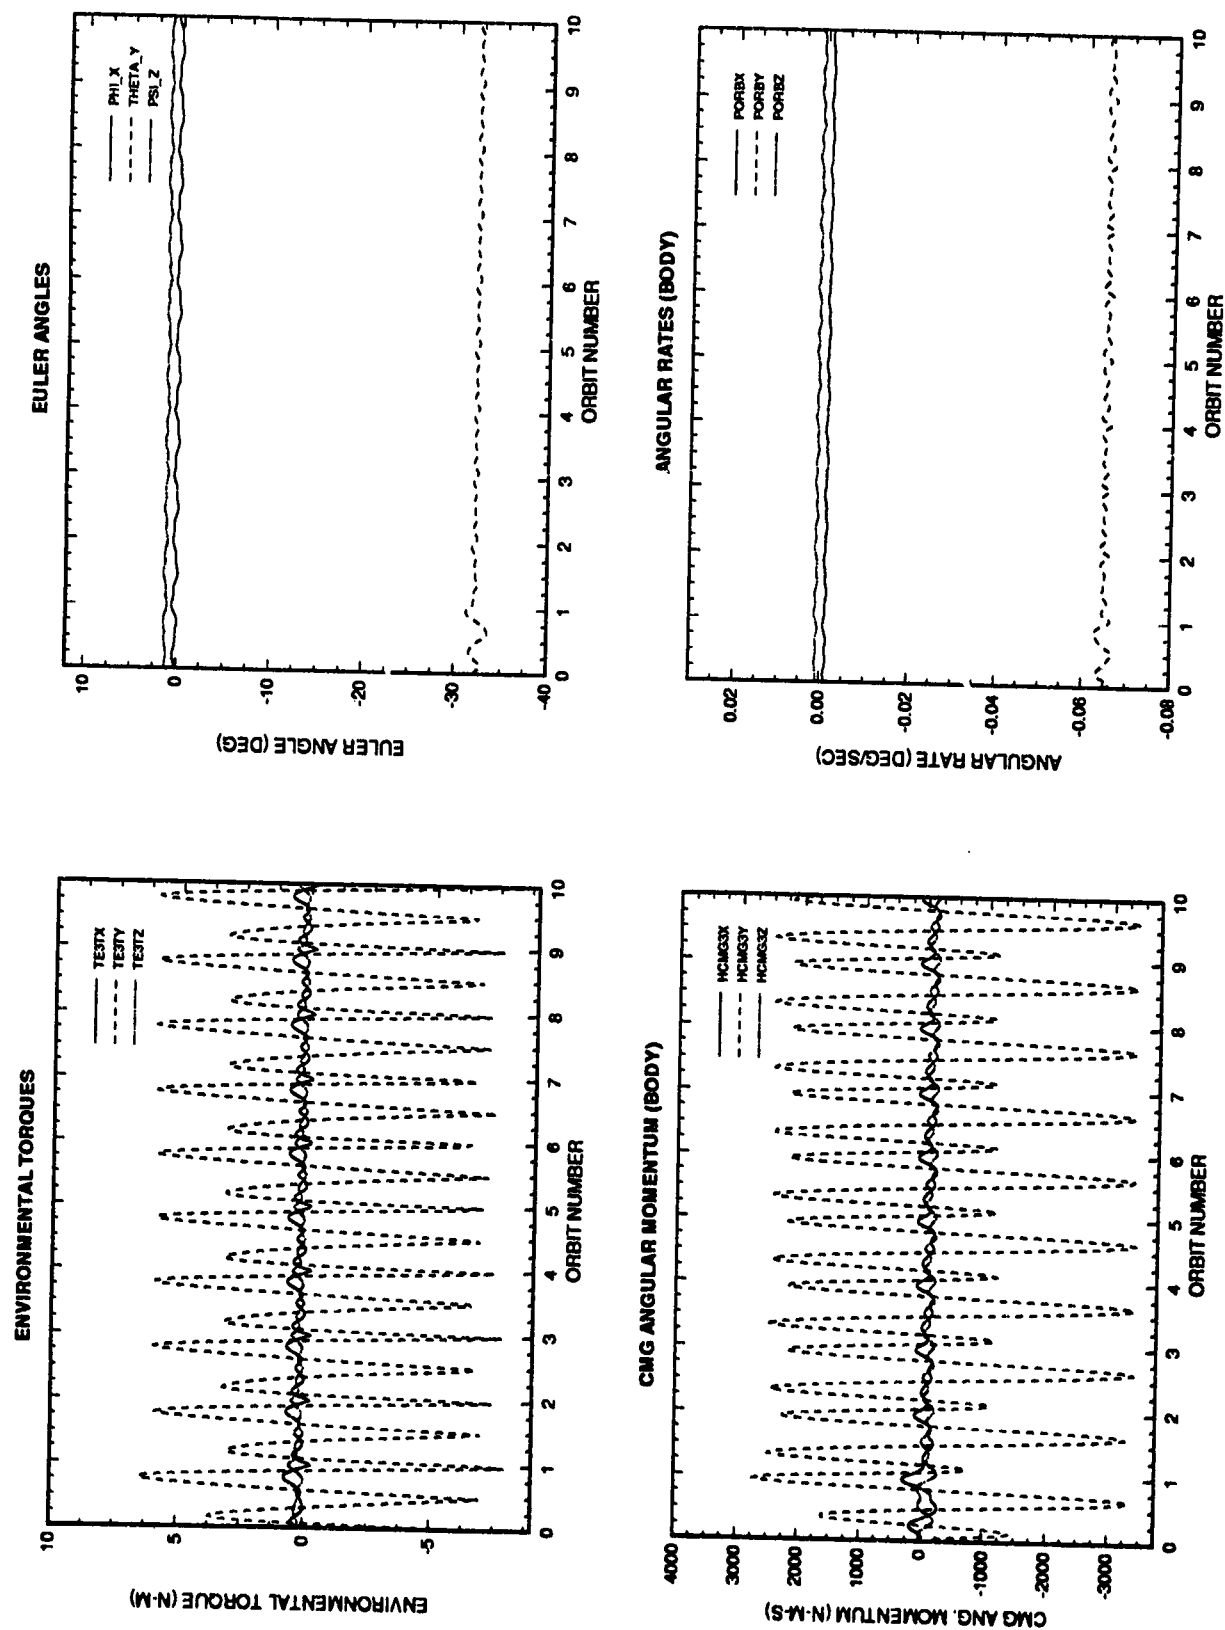 ENVIRONMENTAL TORQUES
ENVIRONMENTAL TORQUE (N-M)
10
5
0
-5
TE3TX
TE3TY
TE3TZ
0 1 2 3 4 5 6 7 8 9 10
ORBIT NUMBER
EULER ANGLES
EULER ANGLE (DEG)
10
0
-10
-20
-30
-40
PHI_X
THETA_Y
PSI_Z
0 1 2 3 4 5 6 7 8 9 10
ORBIT NUMBER
CMG ANGULAR MOMENTUM (BODY)
CMG ANG. MOMENTUM (N-M-S)
4000
3000
2000
1000
0
-1000
-2000
-3000
HCMG3X
HCMG3Y
HCMG3Z
0 1 2 3 4 5 6 7 8 9 10
ORBIT NUMBER
ANGULAR RATES (BODY)
ANGULAR RATE (DEG/SEC)
0.02
0.00
-0.02
-0.04
-0.06
-0.08
PORBX
PORBY
PORBZ
0 1 2 3 4 5 6 7 8 9 10
ORBIT NUMBER